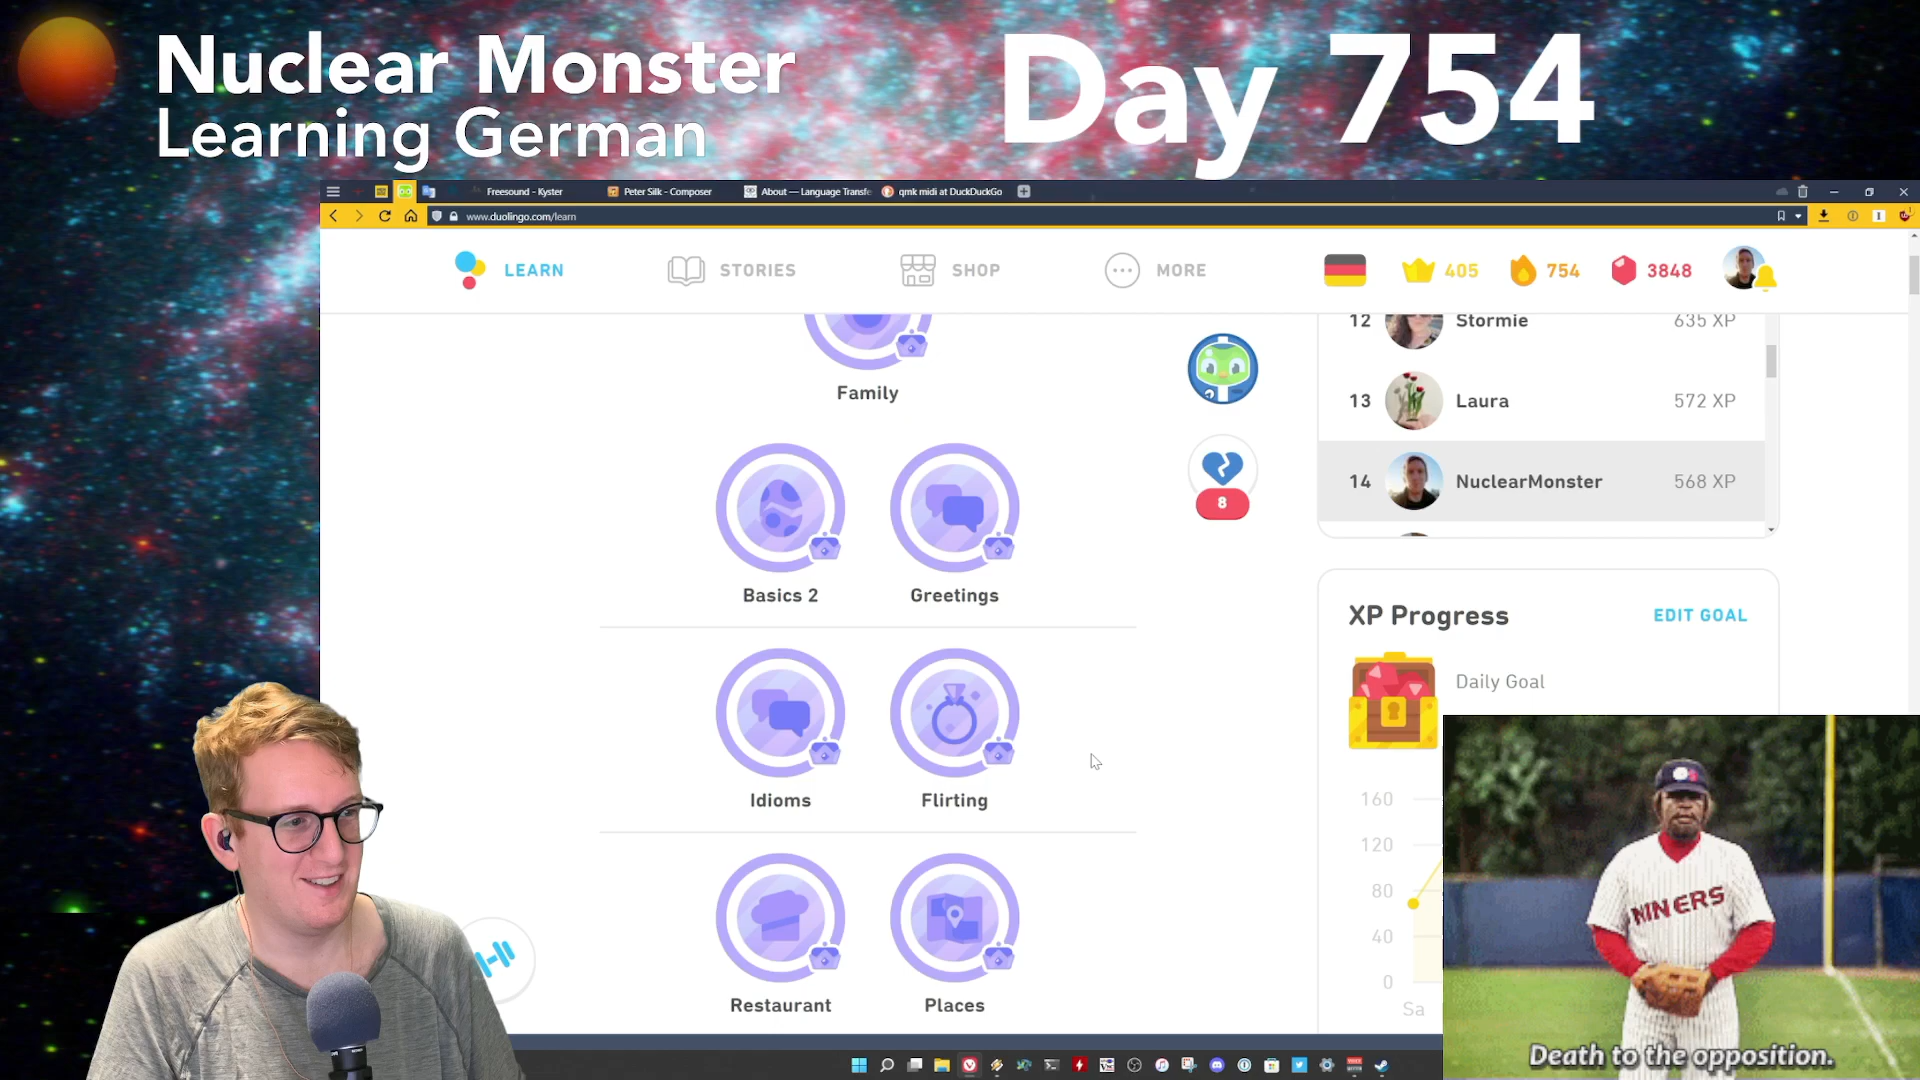 Nuclear Monster
Learning German
Day 754
Freesound - Kyster
Peter Silk - Composer
About — Language Transfe
qmk midi at DuckDuckGo
www.duolingo.com/learn
LEARN
STORIES
SHOP
MORE
405
754
3848
12 Stormie 635 XP
13 Laura 572 XP
14 NuclearMonster 568 XP
Family
8
Basics 2
Greetings
XP Progress
EDIT GOAL
Daily Goal
Idioms
Flirting
160
120
80
40
0
Sa
Restaurant
Places
NINERS
Death to the opposition.